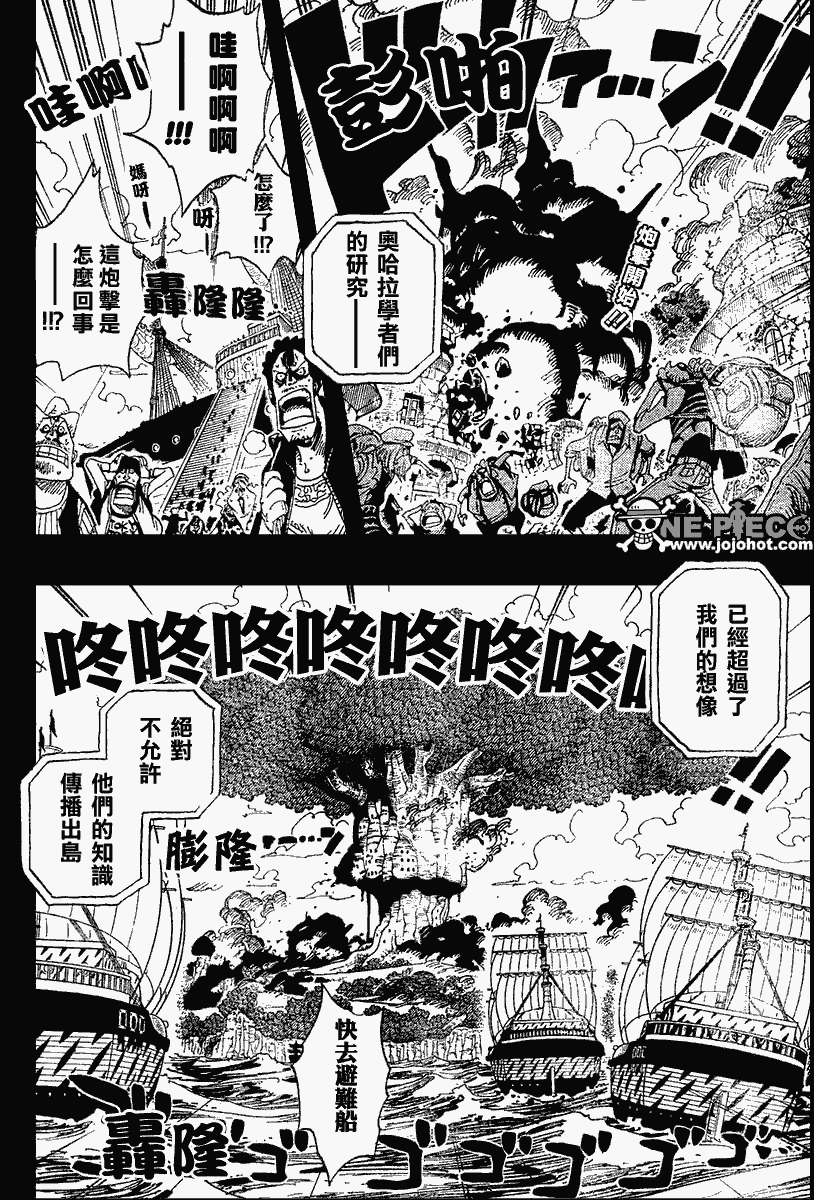 彭啪ァーン!!
炮擊開始!!
奧哈拉學者們
的研究——
哇啊啊啊
——!!!
哇啊
怎麼了!!?
呀——
媽呀——
這炮擊是
怎麼回事
——!!?
轟隆隆
ONE PIECE
www.jojohot.com
已經超過了
我們的想像
咚咚咚咚咚咚咚
!!
絕對
不允許
他們的知識
傳播出島
膨隆
快去避難船
轟隆
ゴゴゴゴゴゴ